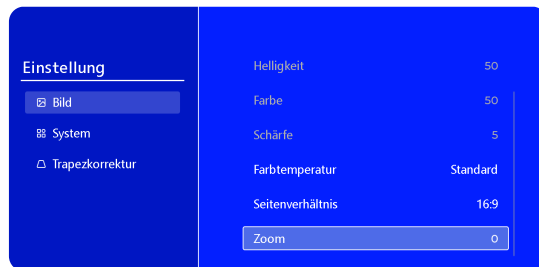 Einstellung
Bild
System
Trapezkorrektur
Helligkeit 50
Farbe 50
Schärfe 5
Farbtemperatur Standard
Seitenverhältnis 16:9
Zoom 0